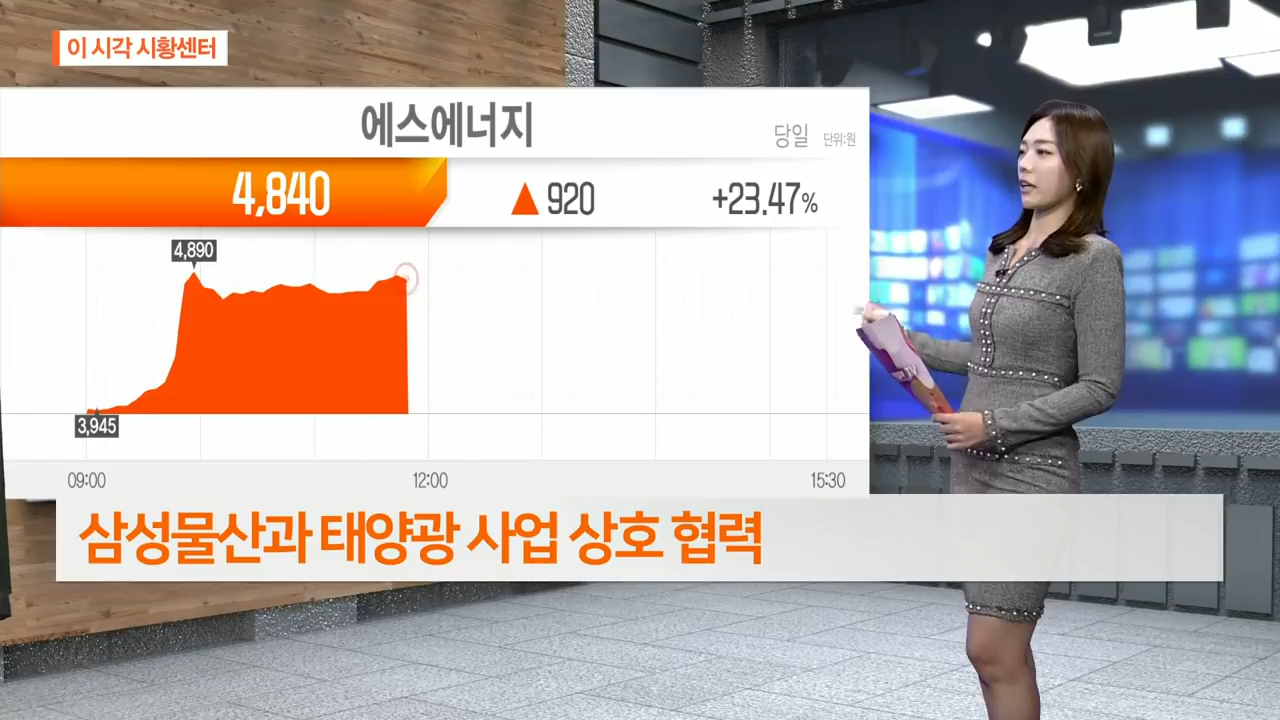 이 시각 시황센터
에스에너지
당일 단위:원
4,840 ▲ 920 +23.47%
4,890
3,945
09:00 12:00 15:30
삼성물산과 태양광 사업 상호 협력